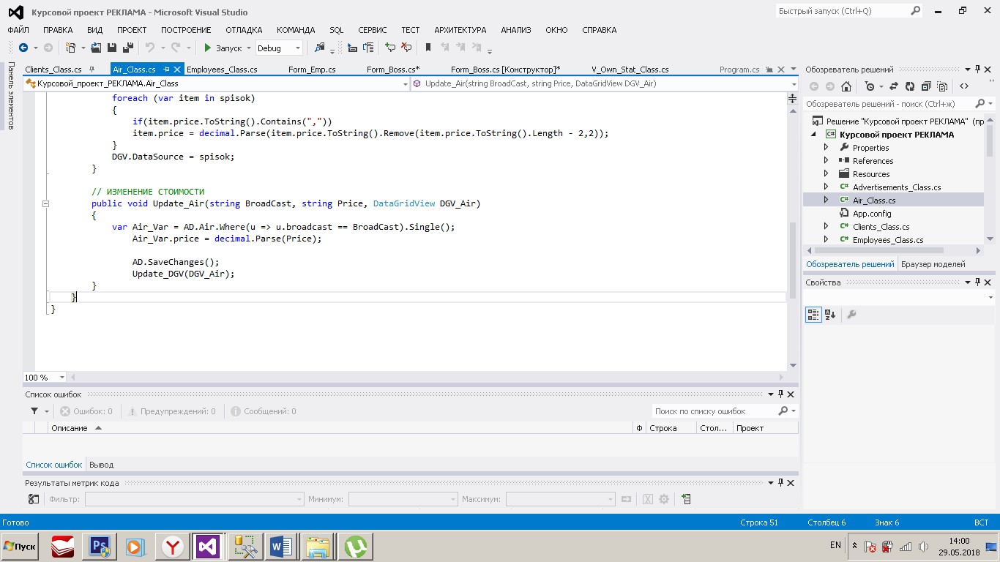 Курсовой проект РЕКЛАМА - Microsoft Visual Studio
Быстрый запуск (Ctrl+Q)
ФАЙЛ ПРАВКА ВИД ПРОЕКТ ПОСТРОЕНИЕ ОТЛАДКА КОМАНДА SQL СЕРВИС ТЕСТ АРХИТЕКТУРА АНАЛИЗ ОКНО СПРАВКА
Запуск Debug
Панель элементов
Clients_Class.cs Air_Class.cs Employees_Class.cs Form_Emp.cs Form_Boss.cs* Form_Boss.cs [Конструктор]* V_Own_Stat_Class.cs Program.cs
Курсовой_проект_РЕКЛАМА.Air_Class Update_Air(string BroadCast, string Price, DataGridView DGV_Air)
foreach (var item in spisok)
{
if(item.price.ToString().Contains(","))
item.price = decimal.Parse(item.price.ToString().Remove(item.price.ToString().Length - 2,2));
}
DGV.DataSource = spisok;
}
// ИЗМЕНЕНИЕ СТОИМОСТИ
public void Update_Air(string BroadCast, string Price, DataGridView DGV_Air)
{
var Air_Var = AD.Air.Where(u => u.broadcast == BroadCast).Single();
Air_Var.price = decimal.Parse(Price);
AD.SaveChanges();
Update_DGV(DGV_Air);
}
}
}
100 %
Обозреватель решений
Обозреватель решений - поиск (Ctrl+ж)
Решение "Курсовой проект РЕКЛАМА" (пр
Курсовой проект РЕКЛАМА
Properties
References
Resources
Advertisements_Class.cs
Air_Class.cs
App.config
Clients_Class.cs
Employees_Class.cs
Обозреватель решений Браузер моделей
Свойства
Список ошибок
Ошибок: 0 Предупреждений: 0 Сообщений: 0 Поиск по списку ошибок
Описание Ф Строка Стол... Проект
Список ошибок Вывод
Результаты метрик кода
Фильтр: Минимум: Максимум:
Готово Строка 51 Столбец 6 Знак 6 ВСТ
Пуск EN 14:00
29.05.2018